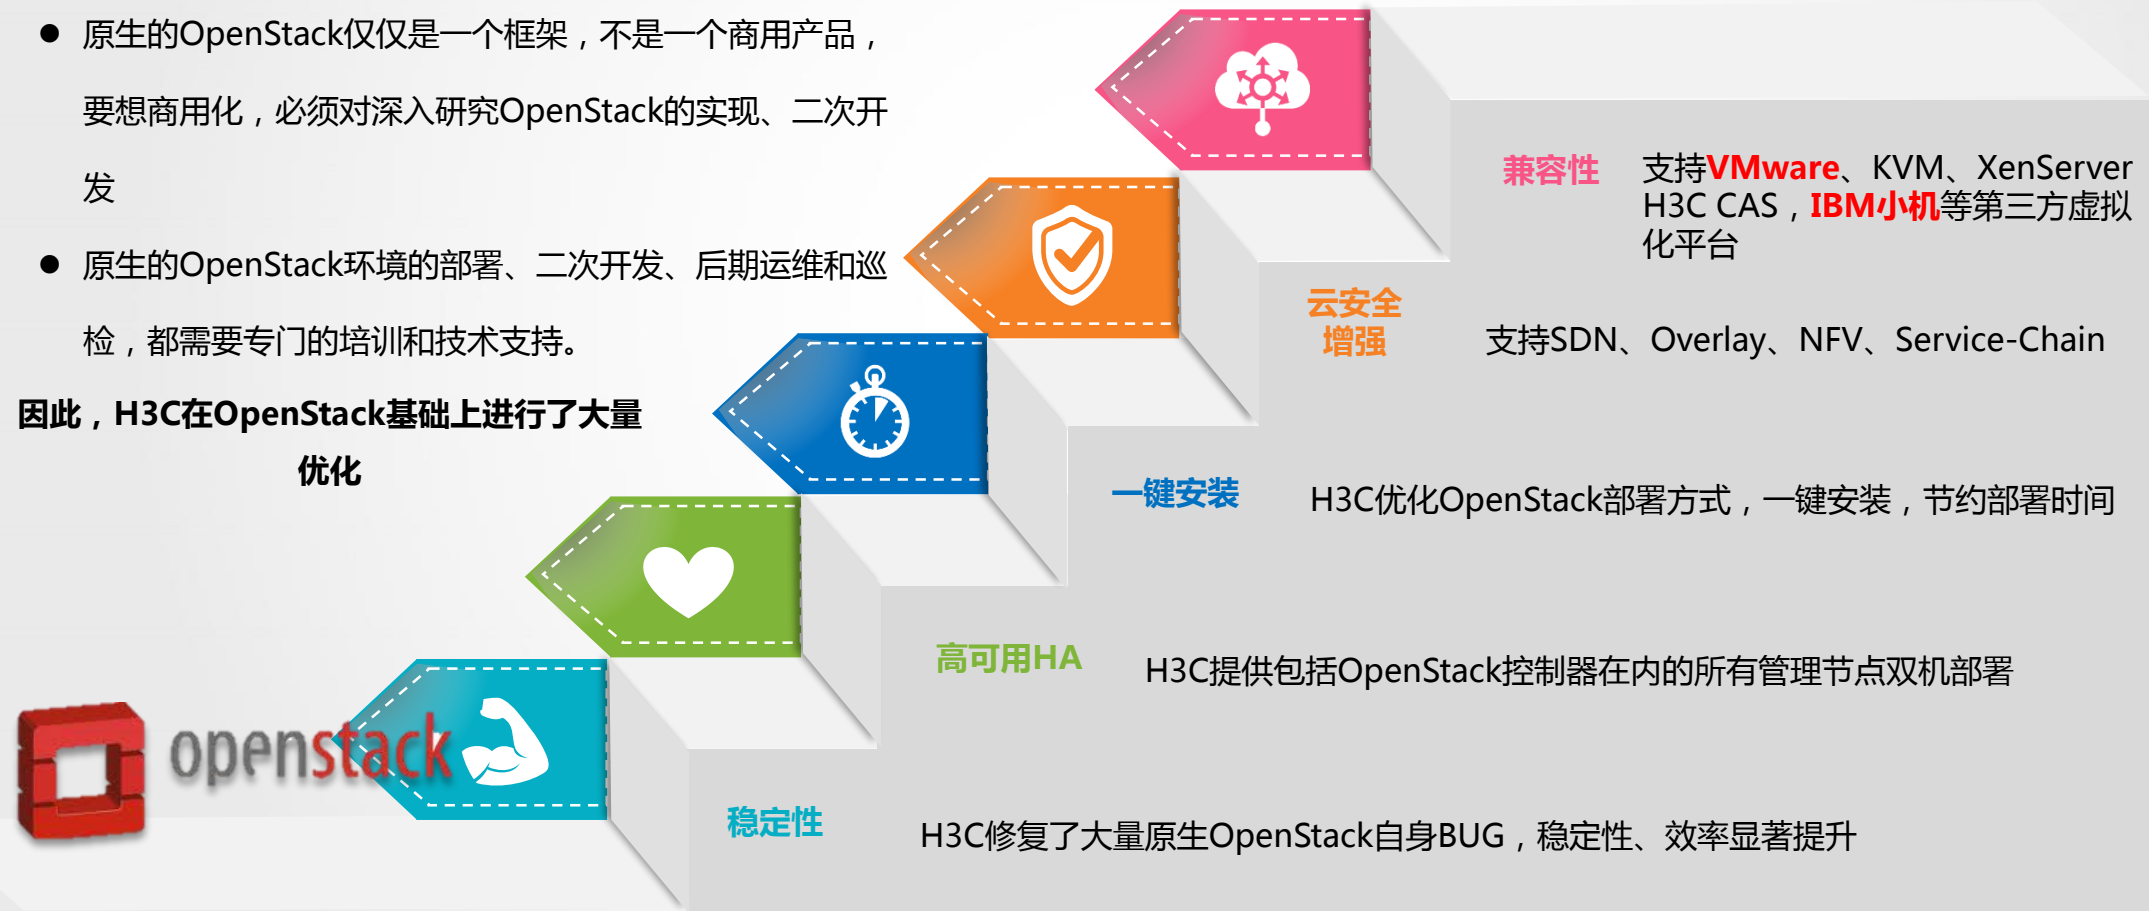 ● 原生的OpenStack仅仅是一个框架，不是一个商用产品，
要想商用化，必须对深入研究OpenStack的实现、二次开
发
● 原生的OpenStack环境的部署、二次开发、后期运维和巡
检，都需要专门的培训和技术支持。
因此，H3C在OpenStack基础上进行了大量
优化
兼容性
支持VMware、KVM、XenServer
H3C CAS，IBM小机等第三方虚拟
化平台
云安全
增强
支持SDN、Overlay、NFV、Service-Chain
一键安装
H3C优化OpenStack部署方式，一键安装，节约部署时间
高可用HA
H3C提供包括OpenStack控制器在内的所有管理节点双机部署
openstack
稳定性
H3C修复了大量原生OpenStack自身BUG，稳定性、效率显著提升